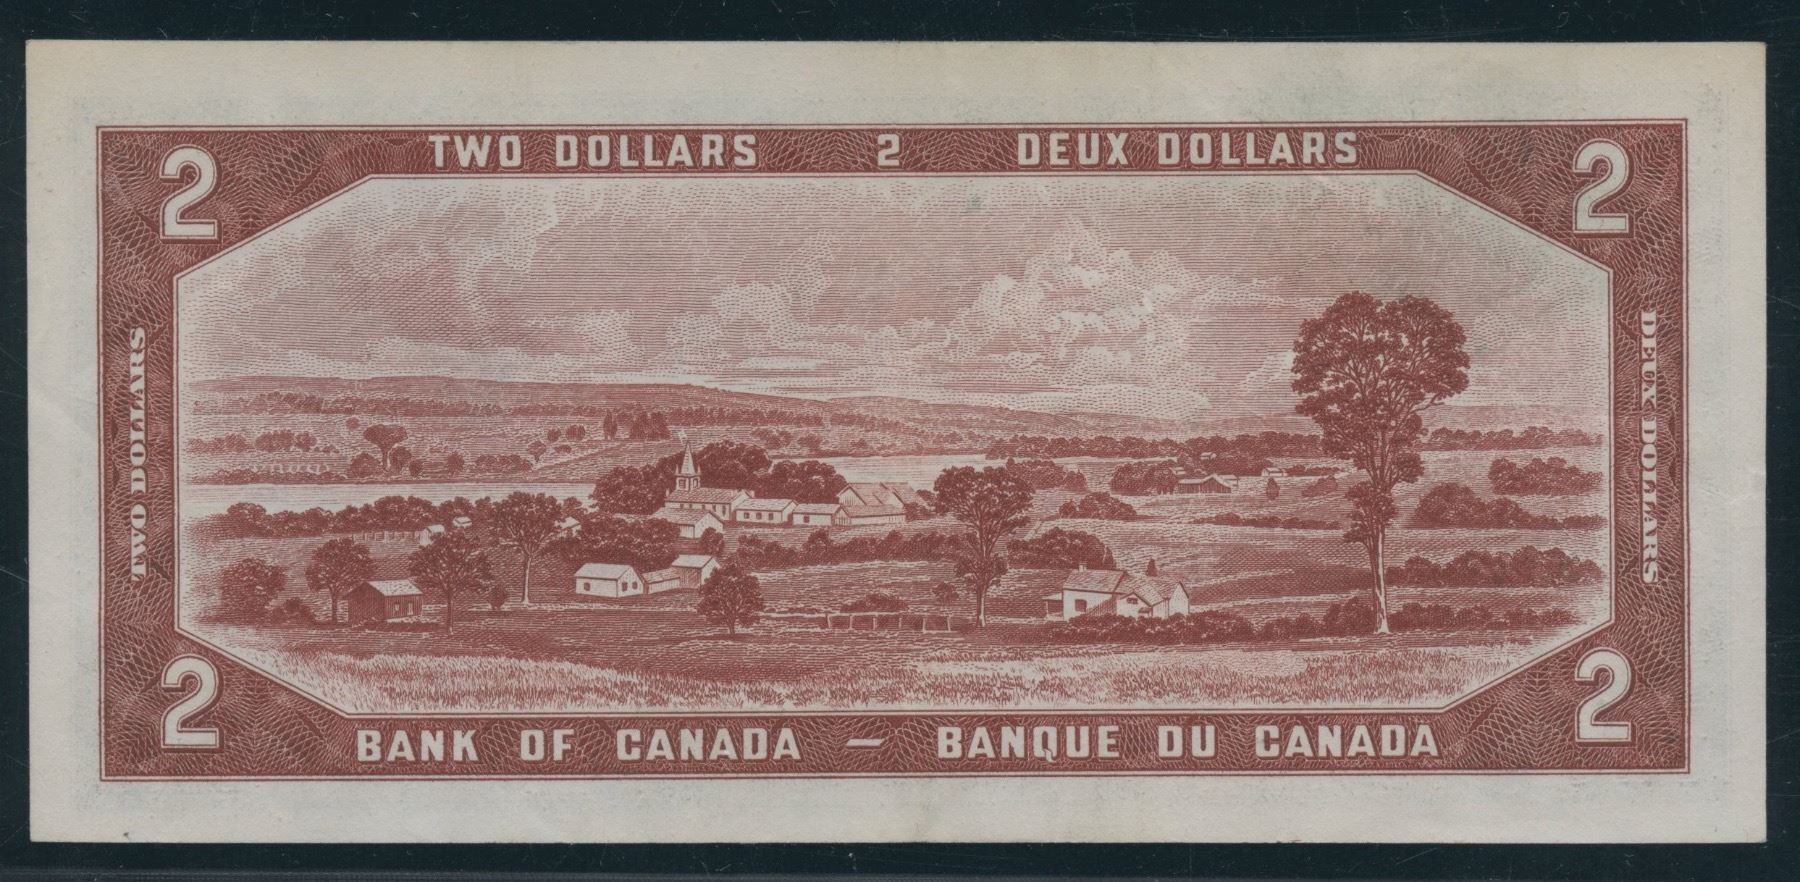 TWO DOLLARS 2 DEUX DOLLARS
2
2
TWO DOLLARS
DEUX DOLLARS
2
2
BANK OF CANADA — BANQUE DU CANADA